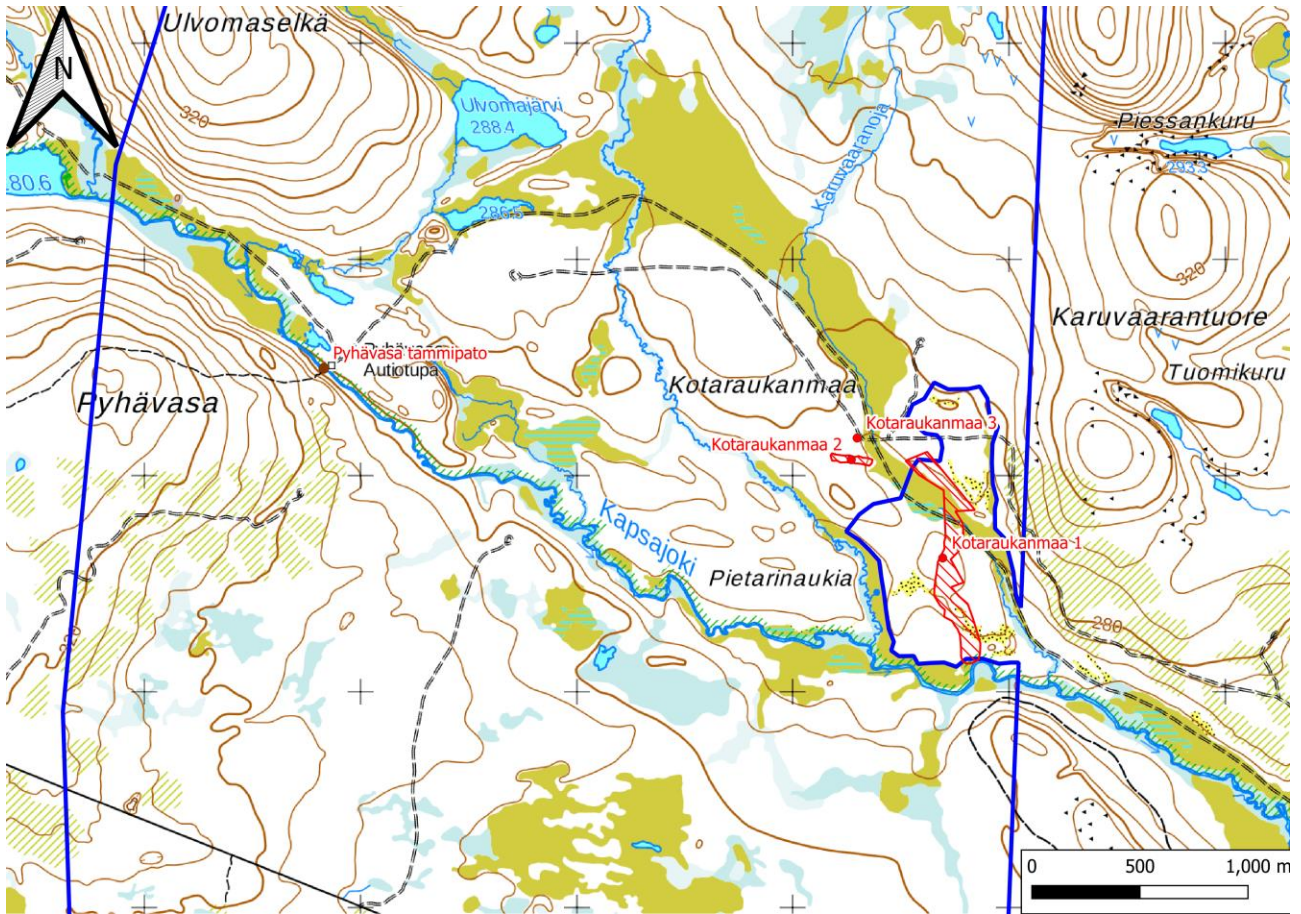 Ulvomaselkä
N
320
Ulvomajärvi
288.4
Karuvaaranoja
Piessankuru
293.3
80.6
286.5
320
Karuvaarantuore
Pyhävasa tammipato
Autiotupa
Tuomikuru
Pyhävasa
Kotaraukanmaa
Kotaraukanmaa 3
Kotaraukanmaa 2
Kapsajoki
Kotaraukanmaa 1
Pietarinaukia
280
0 500 1,000 m